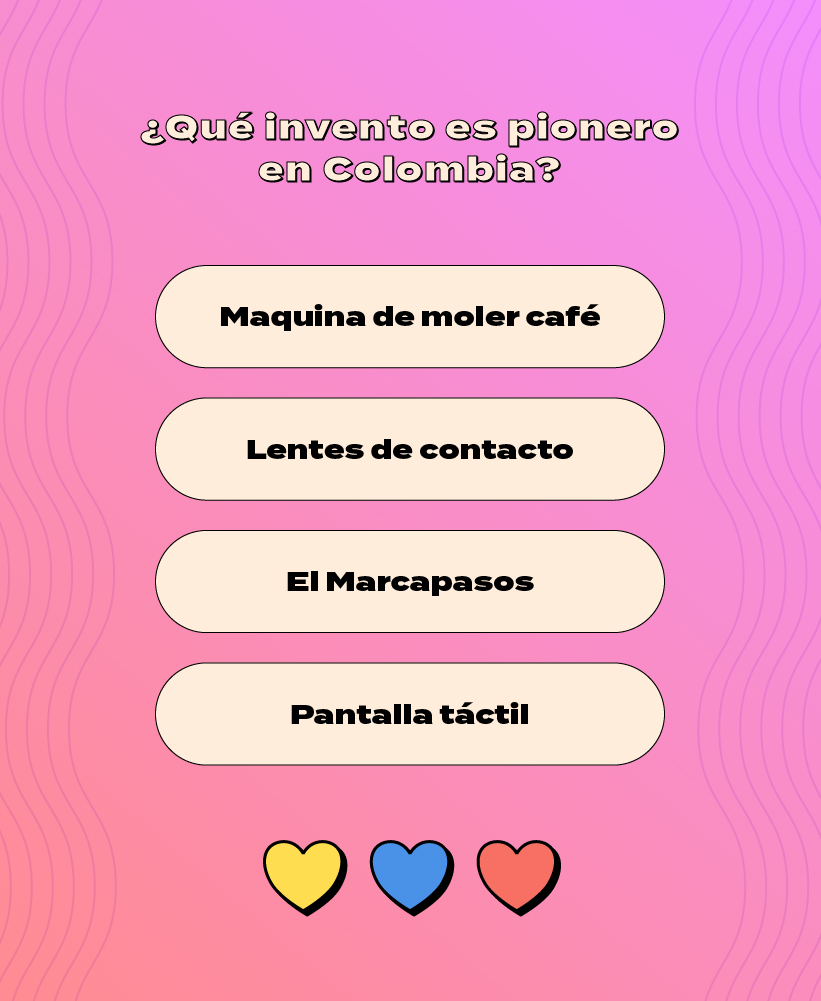 ¿Qué invento es pionero
en Colombia?
Maquina de moler café
Lentes de contacto
El Marcapasos
Pantalla táctil